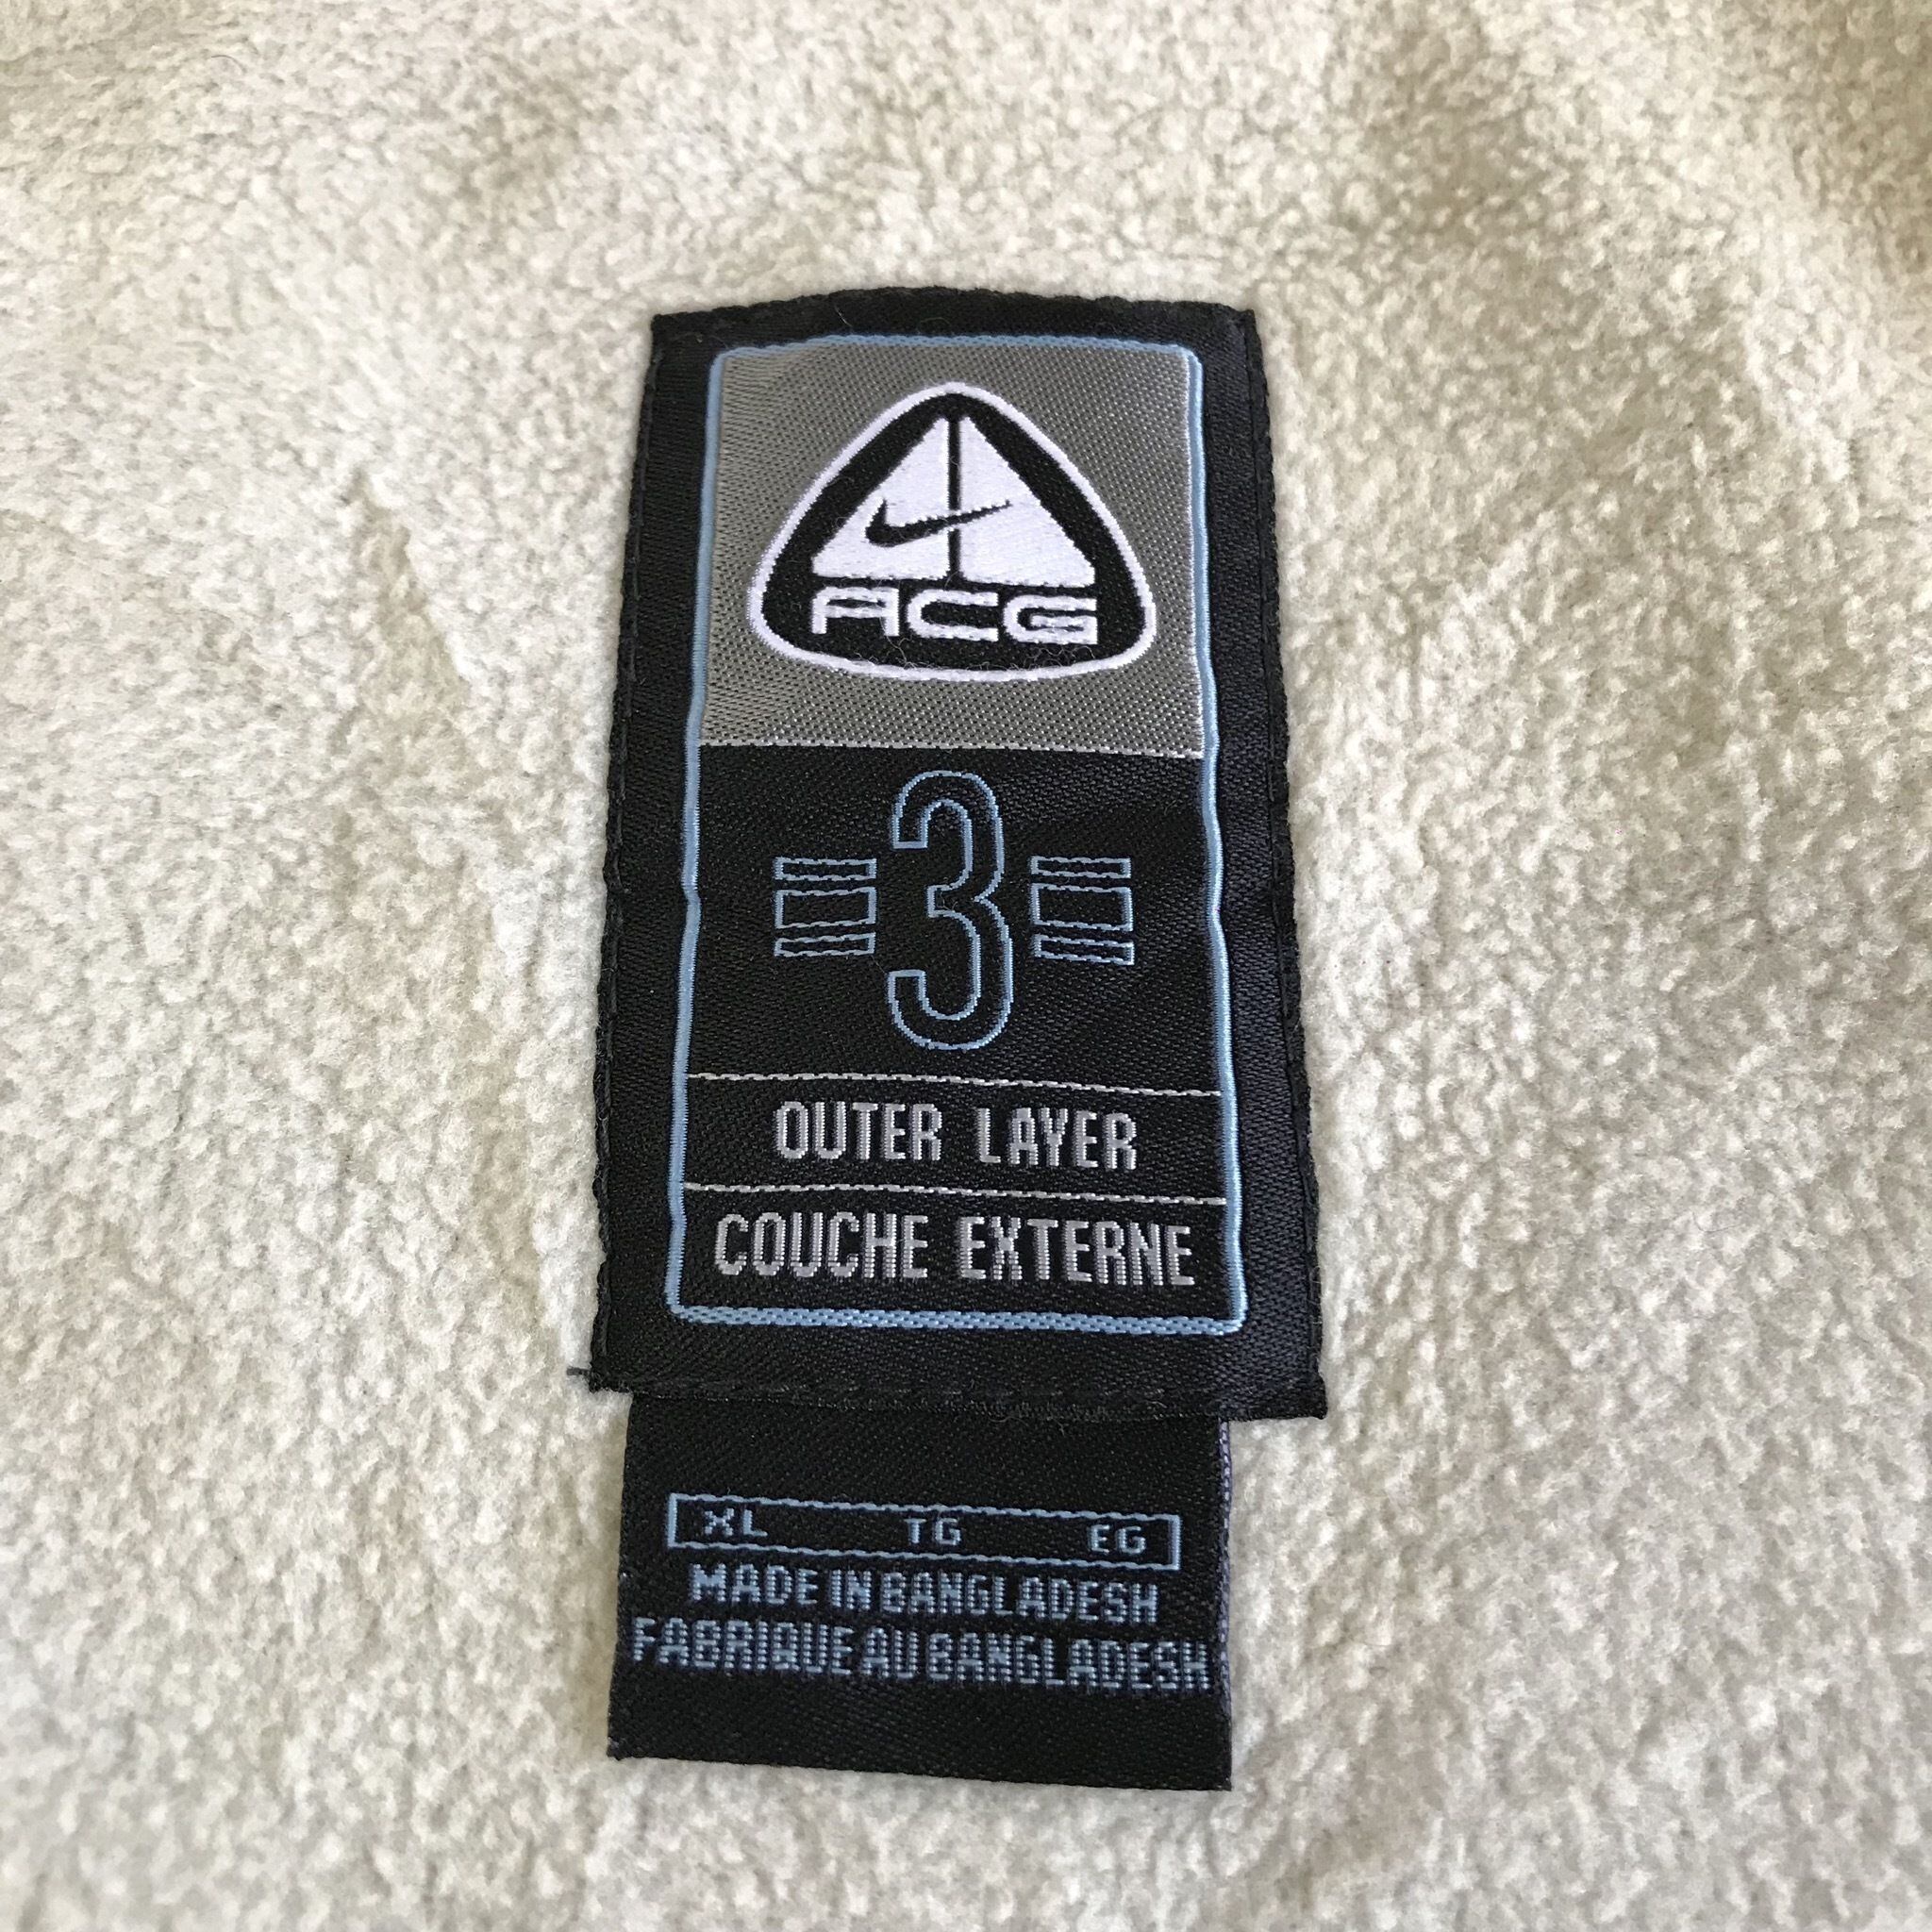 ACG
3
OUTER LAYER
COUCHE EXTERNE
XL TG EG
MADE IN BANGLADESH
FABRIQUE AU BANGLADESH